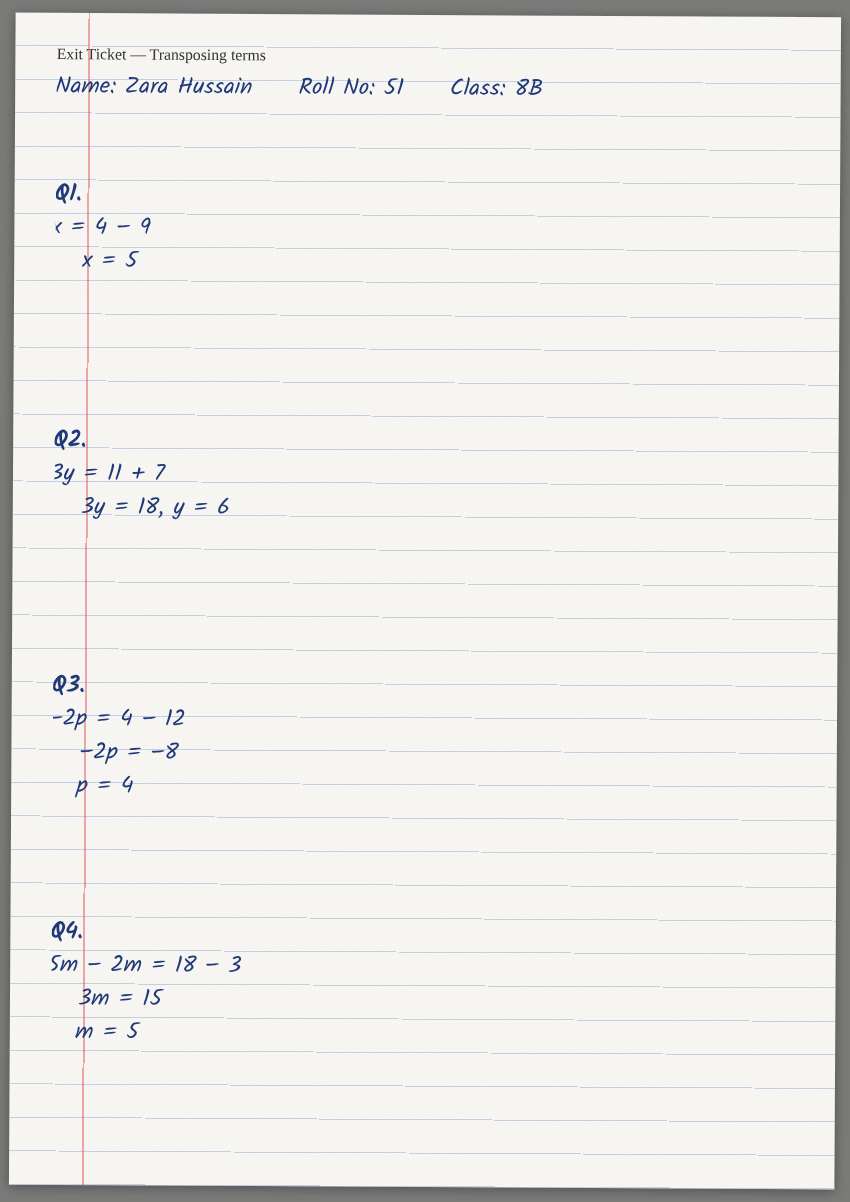 Exit Ticket — Transposing terms
Name: Zara Hussain Roll No: 51 Class: 8B
Q1.
x = 4 − 9
x = 5
Q2.
3y = 11 + 7
3y = 18, y = 6
Q3.
−2p = 4 − 12
−2p = −8
p = 4
Q4.
5m − 2m = 18 − 3
3m = 15
m = 5